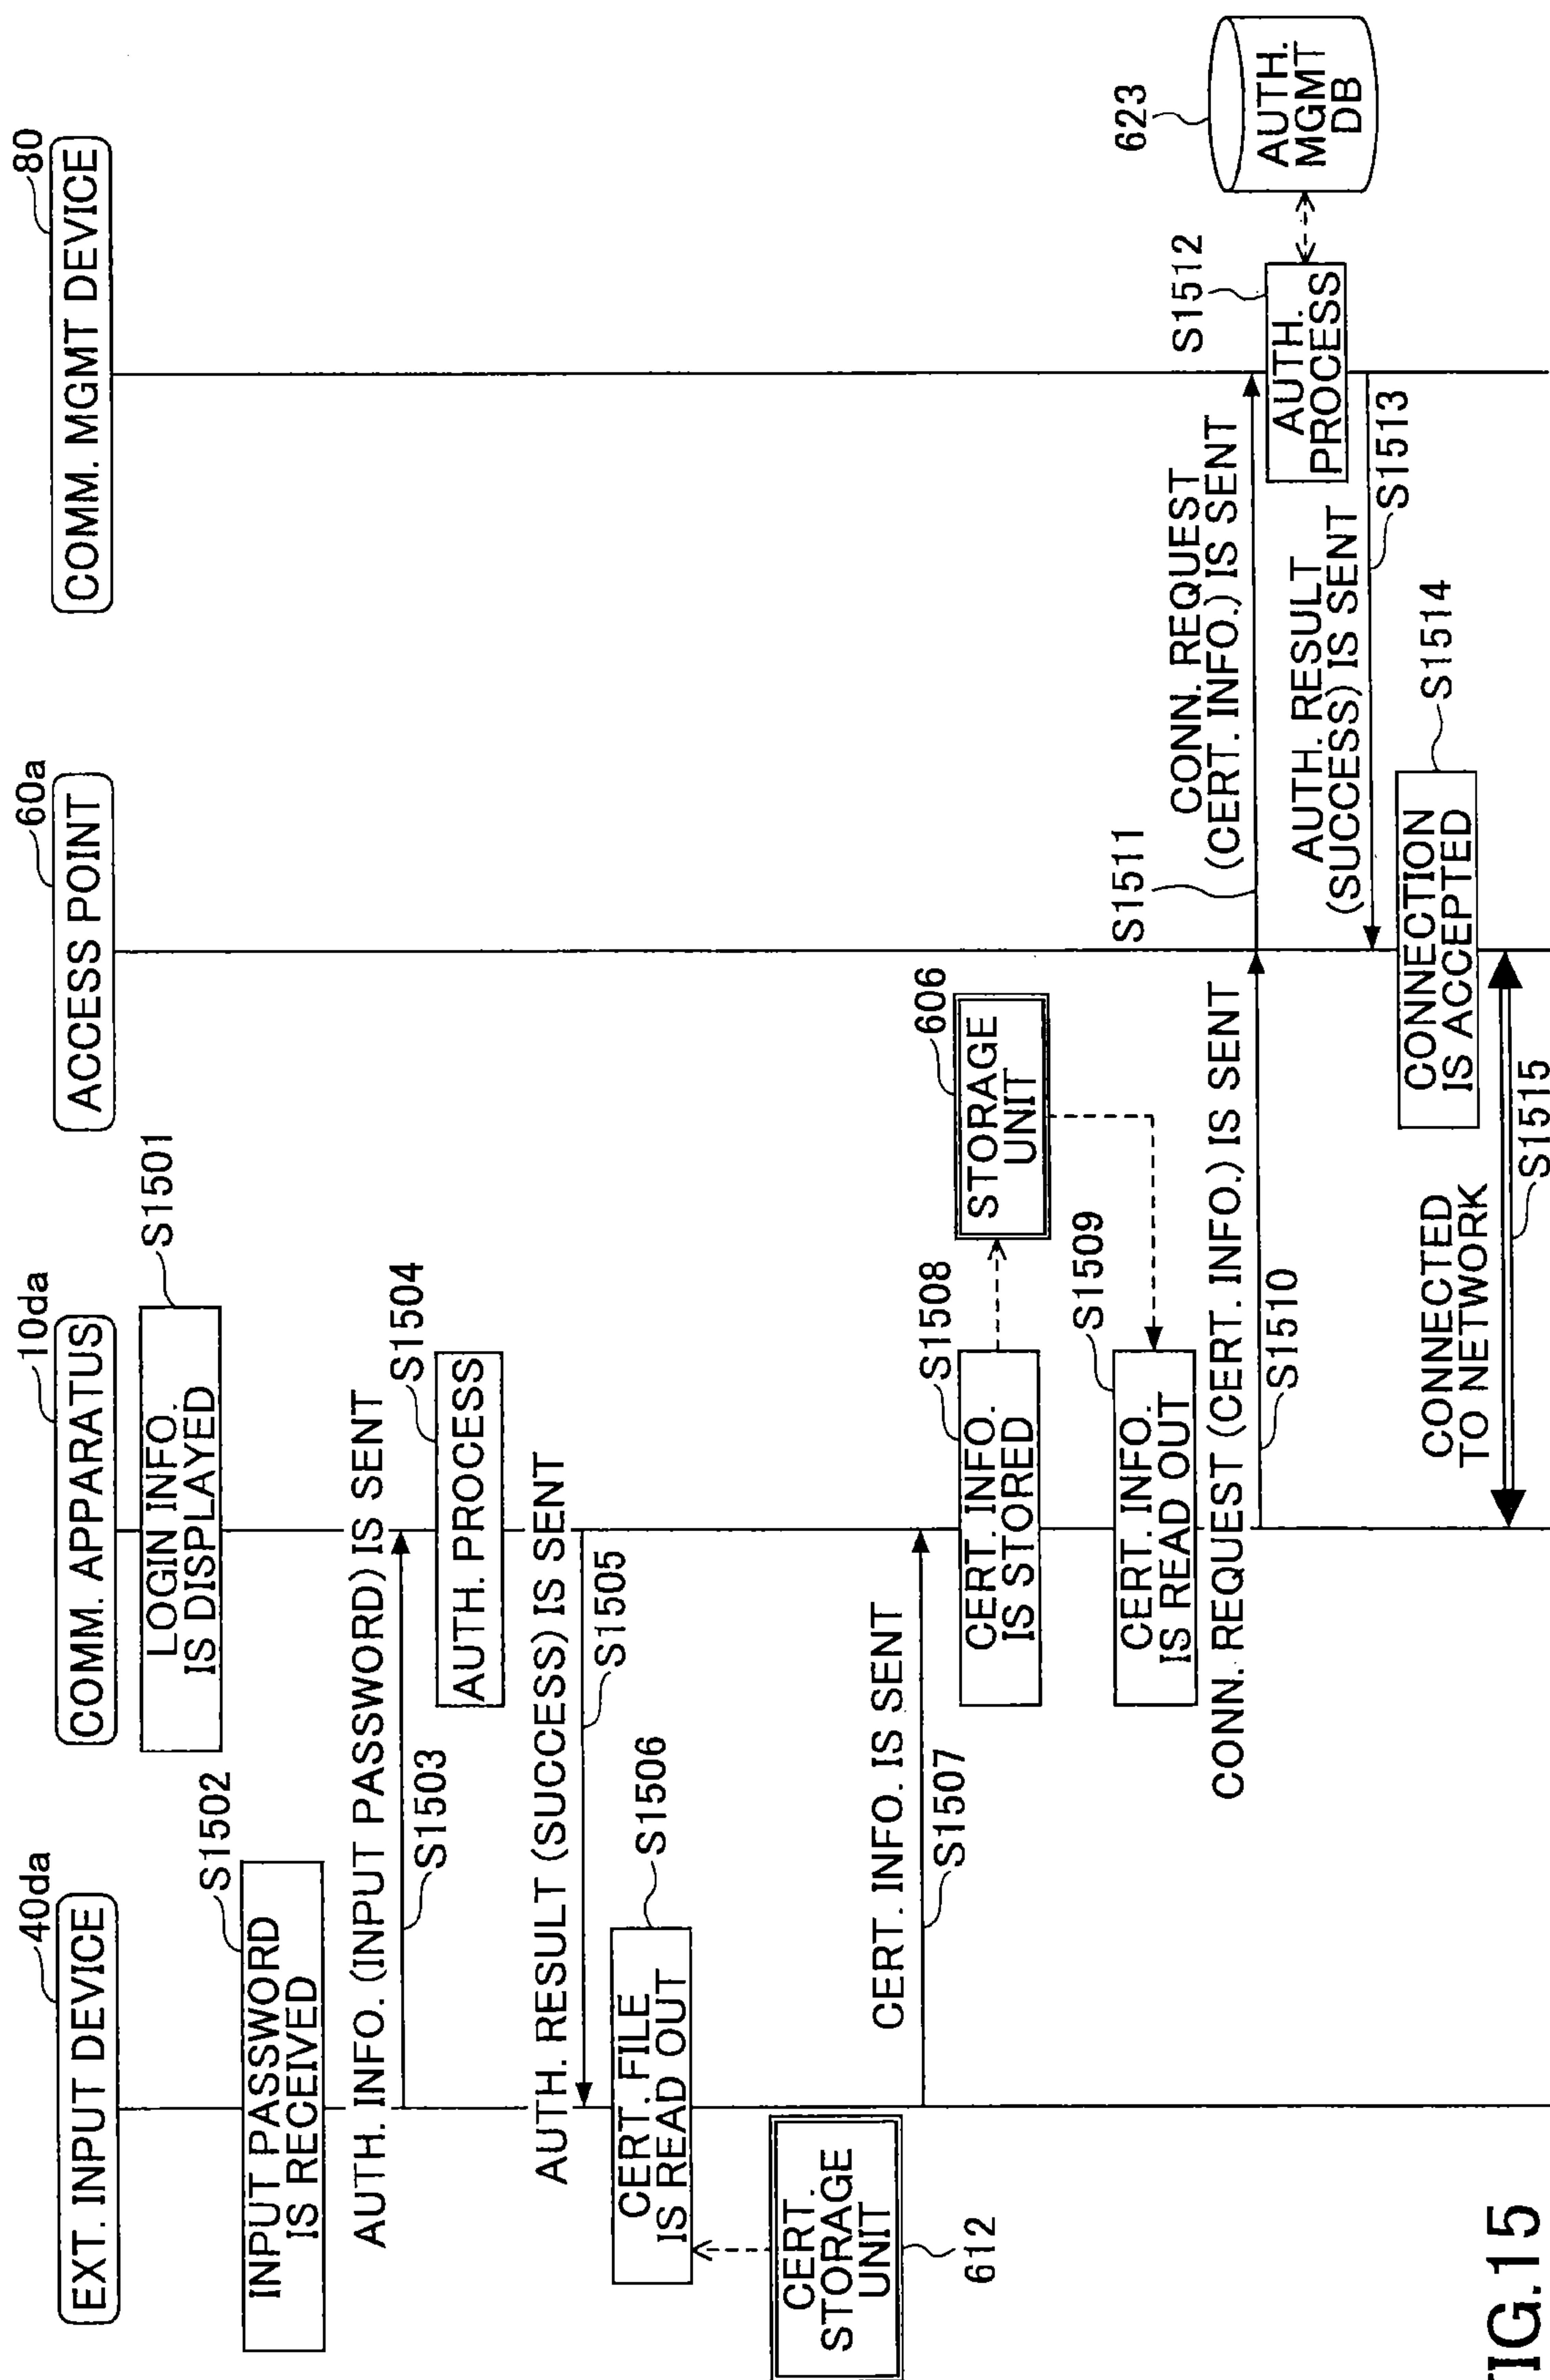 EXT. INPUT DEVICE
40da
COMM. APPARATUS
10da
ACCESS POINT
60a
COMM. MGMT DEVICE
80
LOGIN INFO.
IS DISPLAYED
S1501
INPUT PASSWORD
IS RECEIVED
S1502
AUTH. INFO. (INPUT PASSWORD) IS SENT
S1503
AUTH. PROCESS
S1504
AUTH. RESULT (SUCCESS) IS SENT
S1505
CERT. FILE
IS READ OUT
S1506
CERT.
STORAGE
UNIT
612
CERT. INFO. IS SENT
S1507
CERT. INFO.
IS STORED
S1508
STORAGE
UNIT
606
CERT. INFO.
IS READ OUT
S1509
CONN. REQUEST (CERT. INFO.) IS SENT
S1510
CONN. REQUEST
(CERT. INFO.) IS SENT
S1511
AUTH.
PROCESS
S1512
AUTH.
MGMT
DB
623
AUTH. RESULT
(SUCCESS) IS SENT
S1513
CONNECTION
IS ACCEPTED
S1514
CONNECTED
TO NETWORK
S1515
FIG.15